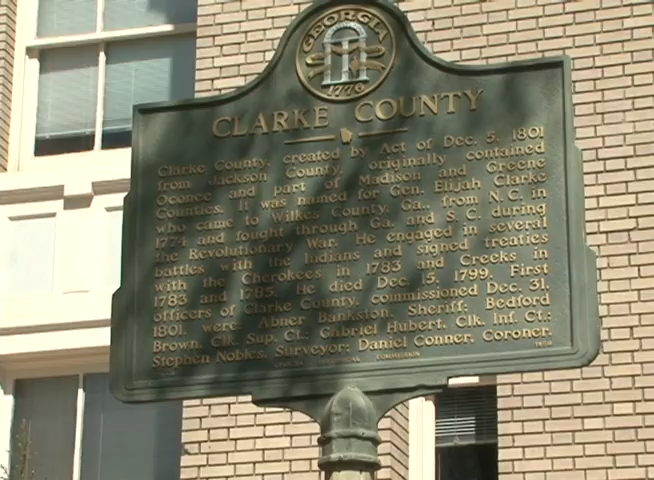 GEORGIA
1776
CLARKE COUNTY
Clarke County, created by Act of Dec. 5, 1801
from Jackson County, originally contained
Oconee and part of Madison and Greene
Counties. It was named for Gen. Elijah Clarke
who came to Wilkes County, Ga., from N.C. in
1774 and fought through Ga. and S.C. during
the Revolutionary War. He engaged in several
battles with the Indians and signed treaties
with the Cherokees in 1783 and Creeks in
1783 and 1785. He died Dec. 15, 1799. First
officers of Clarke County, commissioned Dec. 31,
1801, were: Abner Bankston, Sheriff; Bedford
Brown, Clk. Sup. Ct.; Gabriel Hubert, Clk. Inf. Ct.;
Stephen Nobles, Surveyor; Daniel Conner, Coroner.
COMMISSION